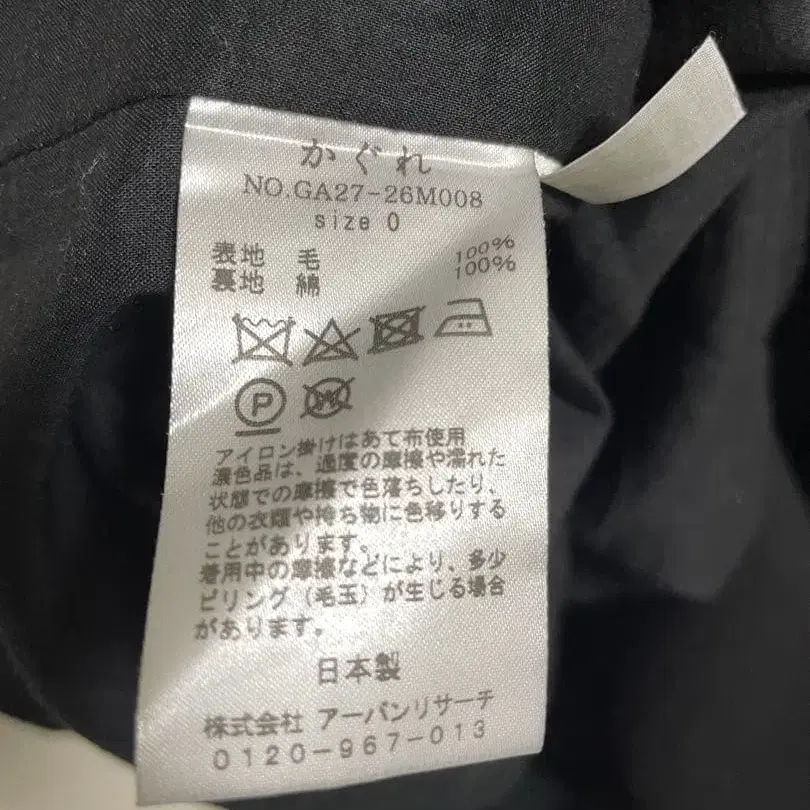 かぐれ
NO.GA27-26M008
size 0
表地 毛 100%
裏地 綿 100%
P W
アイロン掛けはあて布使用
濃色品は、過度の摩擦や濡れた
状態での摩擦で色落ちしたり、
他の衣類や持ち物に色移りする
ことがあります。
着用中の摩擦などにより、多少
ピリング（毛玉）が生じる場合
があります。
日本製
株式会社 アーバンリサーチ
0120-967-013